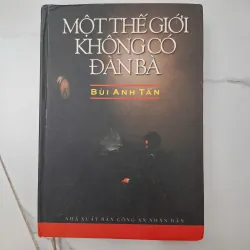 MỘT THẾ GIỚI
KHÔNG CÓ
ĐÀN BÀ
BÙI ANH TẤN
NHÀ XUẤT BẢN CÔNG AN NHÂN DÂN